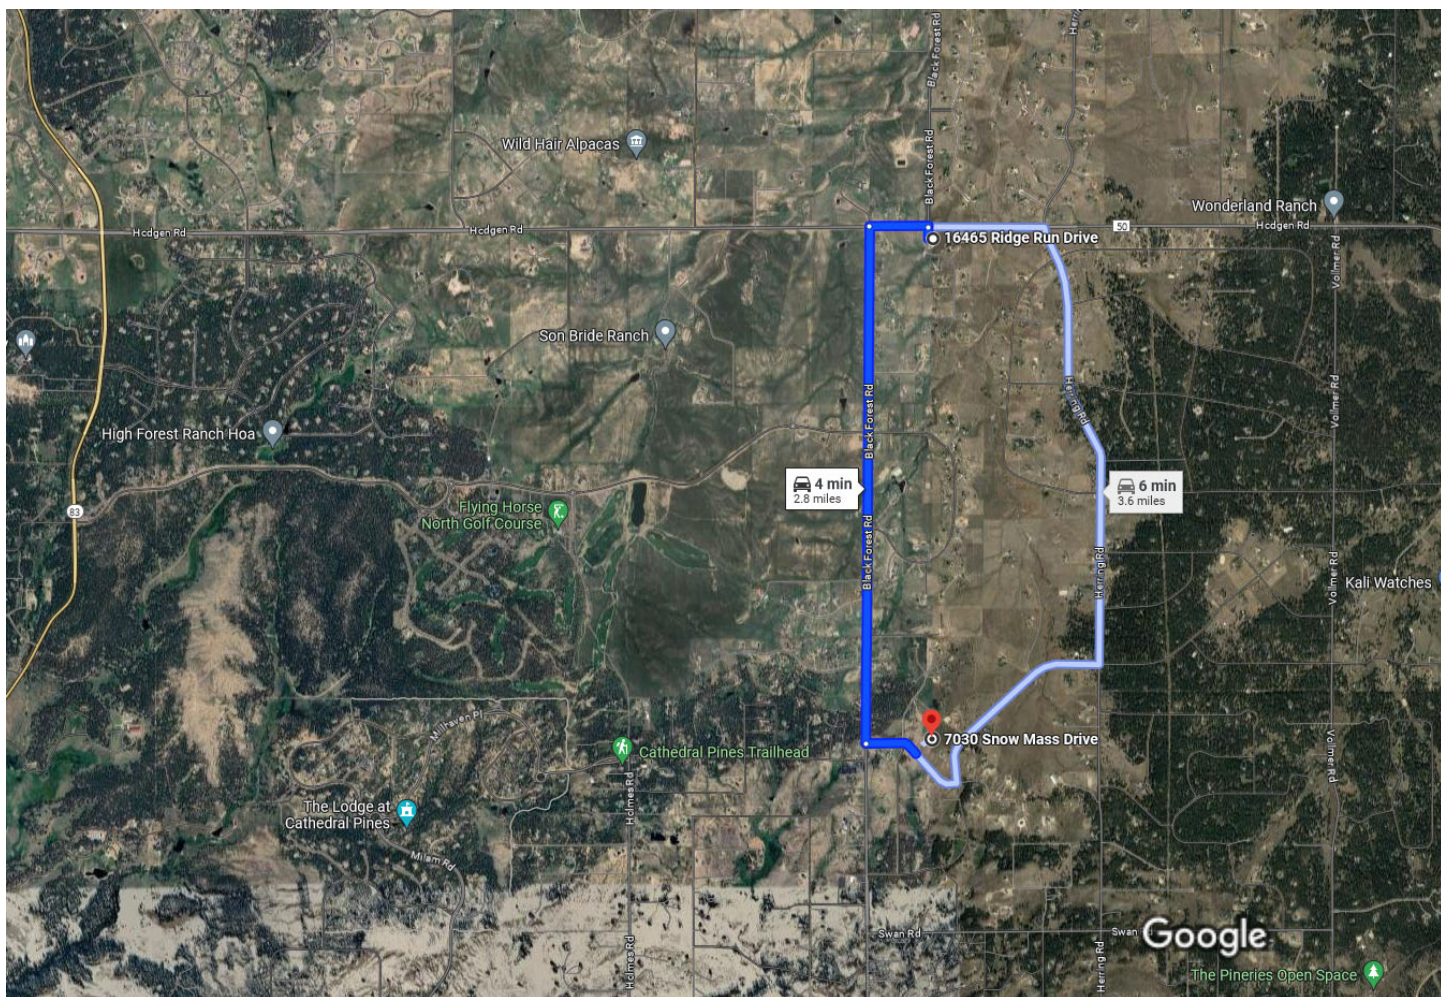 Black Forest Rd
Herrin
Wild Hair Alpacas
Black Forest Rd
Wonderland Ranch
Hodgen Rd
Hodgen Rd
50
Hodgen Rd
16465 Ridge Run Drive
Vollmer Rd
Son Bride Ranch
Herring Rd
Black Forest Rd
Vollmer Rd
High Forest Ranch Hoa
4 min
2.8 miles
6 min
3.6 miles
83
Flying Horse
North Golf Course
Black Forest Rd
Herring Rd
Vollmer Rd
Kali Watches
Milhaven Pl
7030 Snow Mass Drive
Cathedral Pines Trailhead
Vollmer Rd
The Lodge at
Cathedral Pines
Holmes Rd
Milam Rd
Swan Rd
Swan Rd
Google
Holmes Rd
Herring Rd
The Pineries Open Space